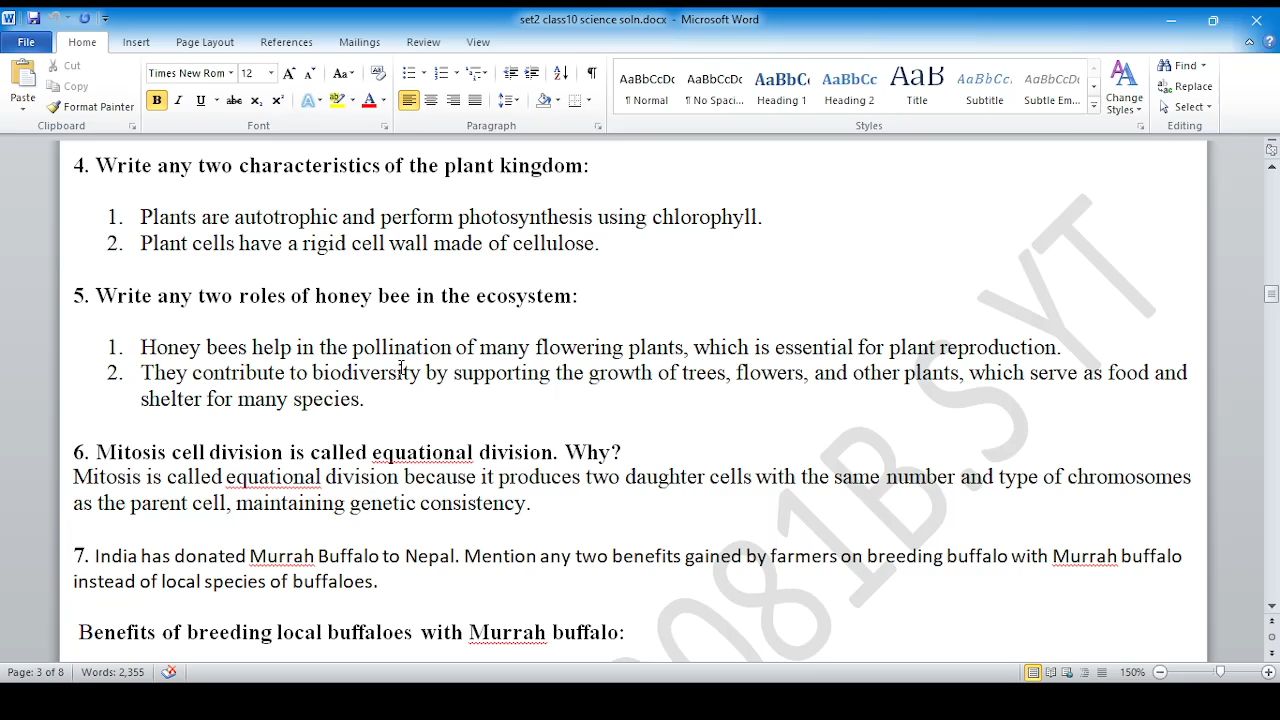 set2 class10 science soln.docx - Microsoft Word
File Home Insert Page Layout References Mailings Review View
Paste
Cut
Copy
Format Painter
Clipboard
Times New Rom 12
Font
Paragraph
AaBbCcDc AaBbCcDc AaBbC AaBbCc AaB AaBbCc. AaBbCcDc
¶ Normal ¶ No Spaci... Heading 1 Heading 2 Title Subtitle Subtle Em...
Styles
Change Styles
Find
Replace
Select
Editing
4. Write any two characteristics of the plant kingdom:
1. Plants are autotrophic and perform photosynthesis using chlorophyll.
2. Plant cells have a rigid cell wall made of cellulose.
5. Write any two roles of honey bee in the ecosystem:
1. Honey bees help in the pollination of many flowering plants, which is essential for plant reproduction.
2. They contribute to biodiversity by supporting the growth of trees, flowers, and other plants, which serve as food and
shelter for many species.
6. Mitosis cell division is called equational division. Why?
Mitosis is called equational division because it produces two daughter cells with the same number and type of chromosomes
as the parent cell, maintaining genetic consistency.
7. India has donated Murrah Buffalo to Nepal. Mention any two benefits gained by farmers on breeding buffalo with Murrah buffalo
instead of local species of buffaloes.
Benefits of breeding local buffaloes with Murrah buffalo:
081B.SYT
Page: 3 of 8 Words: 2,355 150%